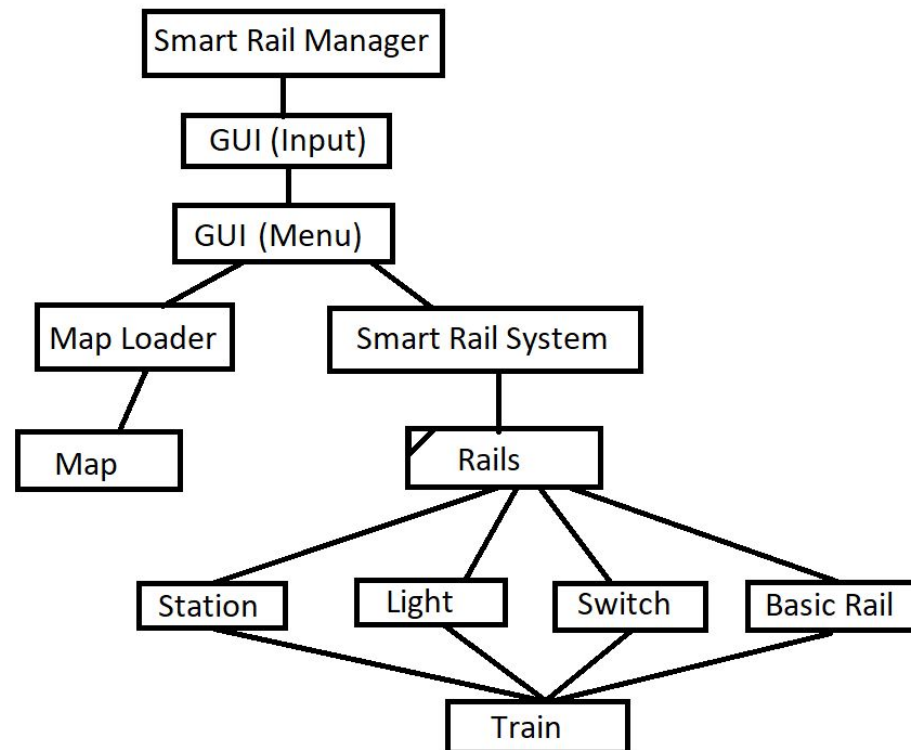 Smart Rail Manager
GUI (Input)
GUI (Menu)
Map Loader
Smart Rail System
Map
Rails
Station
Light
Switch
Basic Rail
Train